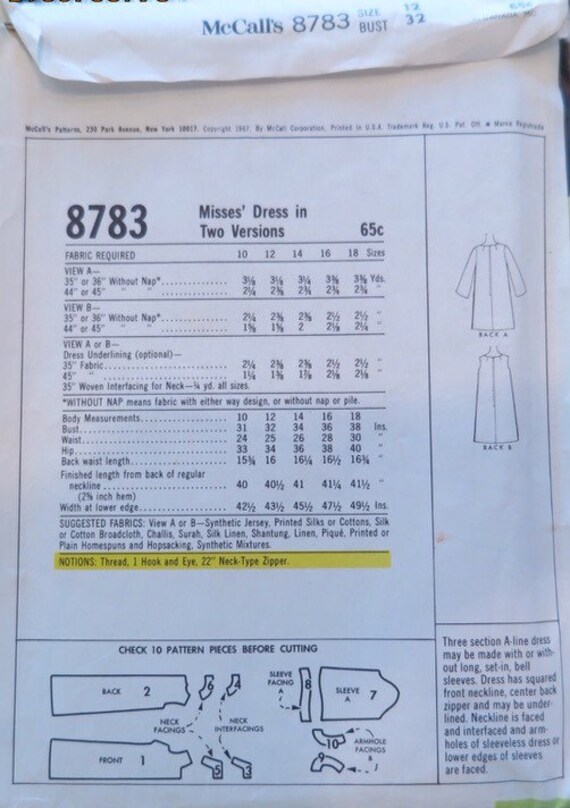 McCall's 8783 SIZE 12
BUST 32
65c
McCall's Patterns, 230 Park Avenue, New York 10017. Copyright 1967. By McCall Corporation, Printed in U.S.A. Trademark Reg. U.S. Pat. Off. Marca Registrada
8783 Misses' Dress in
Two Versions 65c
FABRIC REQUIRED 10 12 14 16 18 Sizes
VIEW A—
35" or 36" Without Nap* 3⅛ 3⅛ 3¼ 3⅜ 3⅜ Yds.
44" or 45" " " 2¼ 2⅜ 2¾ 2¾ 2¾ "
VIEW B—
35" or 36" Without Nap* 2¼ 2⅜ 2⅜ 2½ 2½ "
44" or 45" " " 1⅝ 1⅝ 2 2⅛ 2¼ "
VIEW A or B—
Dress Underlining (optional)—
35" Fabric 2¼ 2⅜ 2⅜ 2½ 2½ "
45" " 1¼ 1⅜ 1⅞ 2⅛ 2⅛ "
35" Woven Interfacing for Neck—¼ yd. all sizes.
*WITHOUT NAP means fabric with either way design, or without nap or pile.
Body Measurements 10 12 14 16 18
Bust 31 32 34 36 38 Ins.
Waist 24 25 26 28 30 "
Hip 33 34 36 38 40 "
Back waist length 15¾ 16 16¼ 16½ 16¾ "
Finished length from back of regular
neckline 40 40½ 41 41¼ 41½ "
(2⅝ inch hem)
Width at lower edge 42½ 43½ 45½ 47½ 49½ Ins.
SUGGESTED FABRICS: View A or B—Synthetic Jersey, Printed Silks or Cottons, Silk
or Cotton Broadcloth, Challis, Surah, Silk Linen, Shantung, Linen, Piqué, Printed or
Plain Homespuns and Hopsacking, Synthetic Mixtures.
NOTIONS: Thread, 1 Hook and Eye, 22" Neck-Type Zipper.
BACK A
BACK B
CHECK 10 PATTERN PIECES BEFORE CUTTING
BACK 2
6
4
SLEEVE
FACING
A
8
SLEEVE
A 7
NECK
FACINGS
NECK
INTERFACINGS
10
ARMHOLE
FACINGS
B
9
FRONT 1
5
3
Three section A-line dress
may be made with or with-
out long, set-in, bell
sleeves. Dress has squared
front neckline, center back
zipper and may be under-
lined. Neckline is faced
and interfaced and arm-
holes of sleeveless dress or
lower edges of sleeves
are faced.